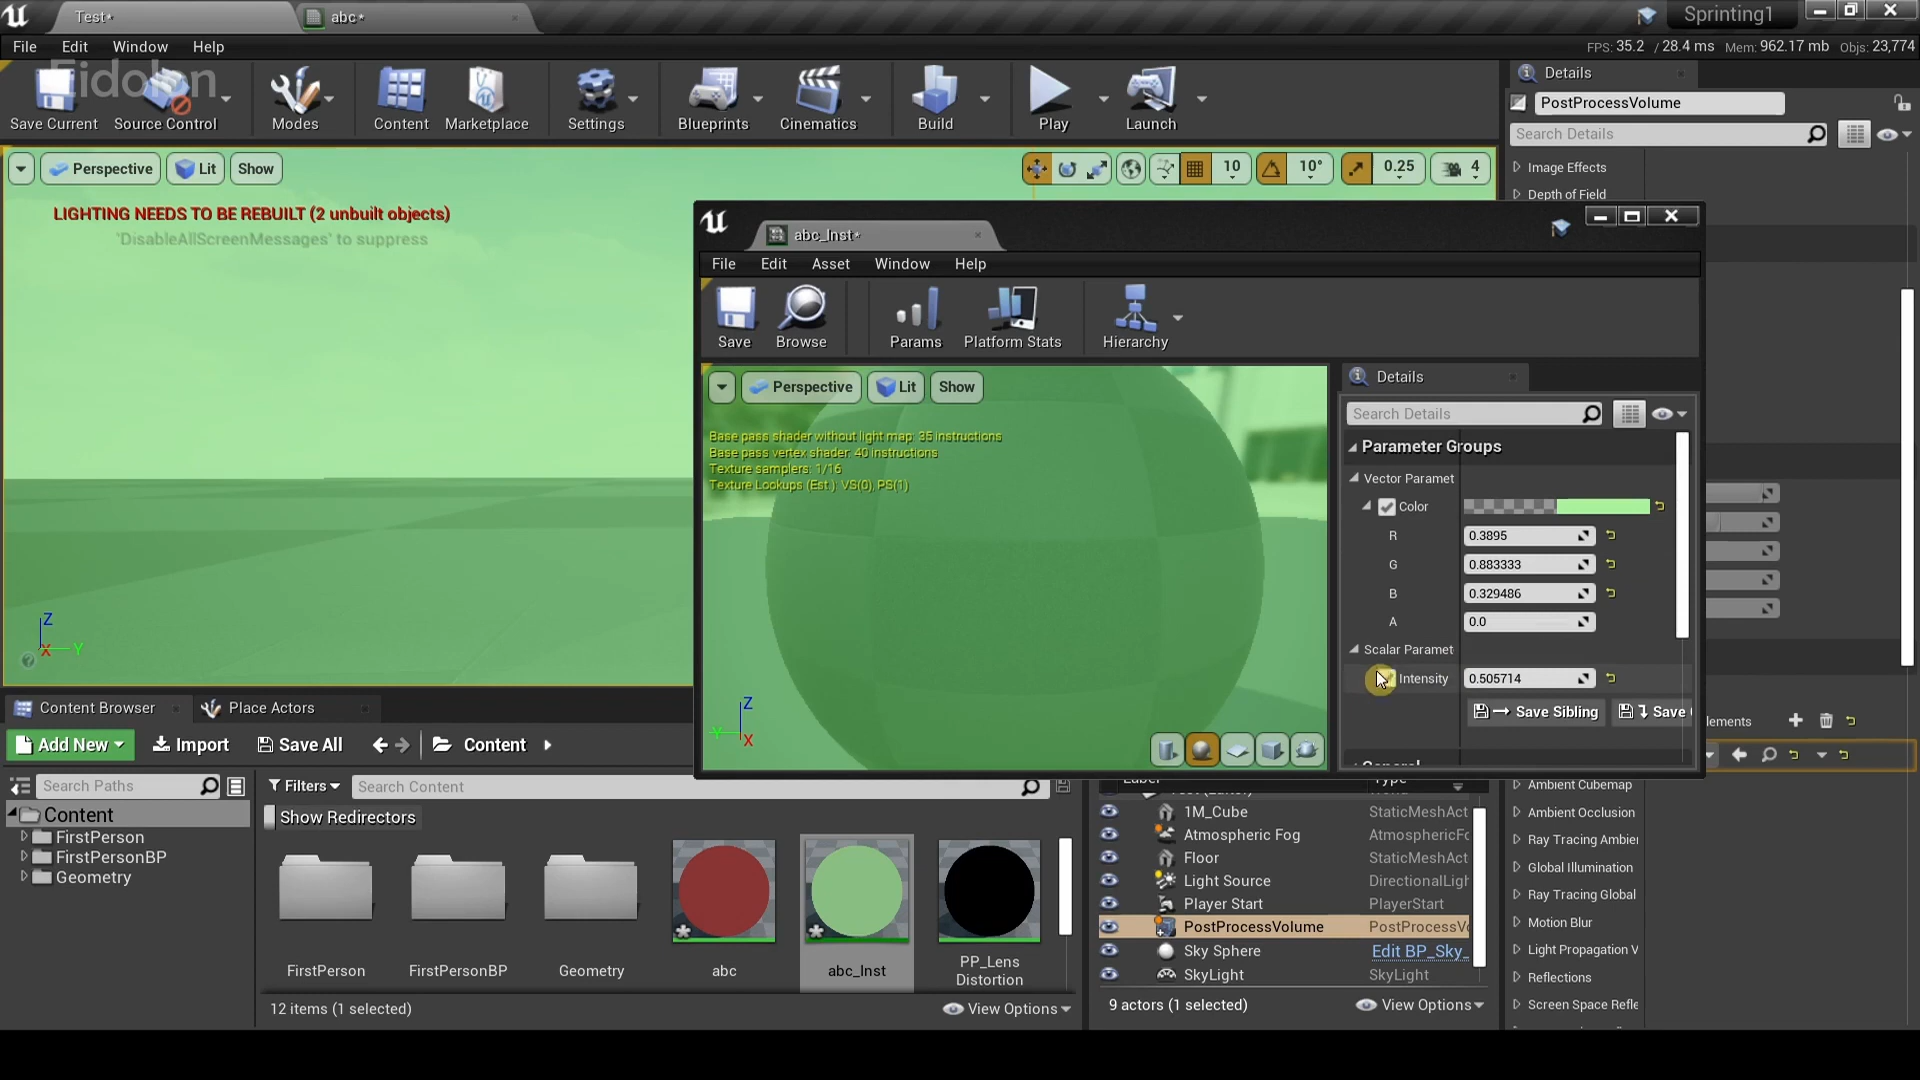 Test*
abc*
Sprinting1
File Edit Window Help
FPS: 35.2 / 28.4 ms Mem: 962.17 mb Objs: 23,774
Eidolon
Save Current
Source Control
Modes
Content
Marketplace
Settings
Blueprints
Cinematics
Build
Play
Launch
Details
PostProcessVolume
Search Details
Image Effects
Depth of Field
Perspective Lit Show
10 10° 0.25 4
LIGHTING NEEDS TO BE REBUILT (2 unbuilt objects)
'DisableAllScreenMessages' to suppress
Z
X Y
abc_Inst*
File Edit Asset Window Help
Save
Browse
Params
Platform Stats
Hierarchy
Perspective Lit Show
Base pass shader without light map: 35 instructions
Base pass vertex shader: 40 instructions
Texture samplers: 1/16
Texture Lookups (Est.): VS(0), PS(1)
Z
Y X
Details
Search Details
Parameter Groups
Vector Paramet
Color
R 0.3895
G 0.883333
B 0.329486
A 0.0
Scalar Paramet
Intensity 0.505714
Save Sibling Save
General
Content Browser
Place Actors
Add New Import Save All Content
Search Paths
Filters Search Content
Content
FirstPerson
FirstPersonBP
Geometry
Show Redirectors
FirstPerson
FirstPersonBP
Geometry
abc
abc_Inst
PP_Lens
Distortion
12 items (1 selected)
View Options
Label Type
1M_Cube StaticMeshAct
Atmospheric Fog AtmosphericFo
Floor StaticMeshAct
Light Source DirectionalLigh
Player Start PlayerStart
PostProcessVolume PostProcessVo
Sky Sphere Edit BP_Sky_
SkyLight SkyLight
9 actors (1 selected)
View Options
lements
Ambient Cubemap
Ambient Occlusion
Ray Tracing Ambien
Global Illumination
Ray Tracing Global
Motion Blur
Light Propagation V
Reflections
Screen Space Refle